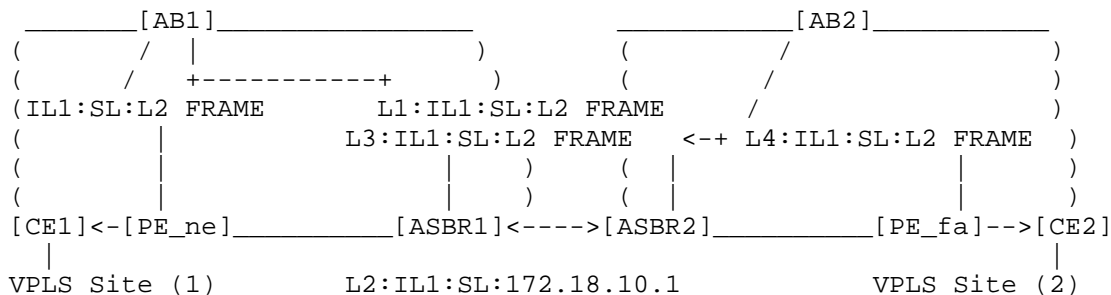 [AB1] [AB2]
(IL1:SL:L2 FRAME L1:IL1:SL:L2 FRAME
L3:IL1:SL:L2 FRAME <-+ L4:IL1:SL:L2 FRAME )
[CE1]<-[PE_ne]__________[ASBR1]<---->[ASBR2]__________[PE_fa]-->[CE2]
VPLS Site (1) L2:IL1:SL:172.18.10.1 VPLS Site (2)